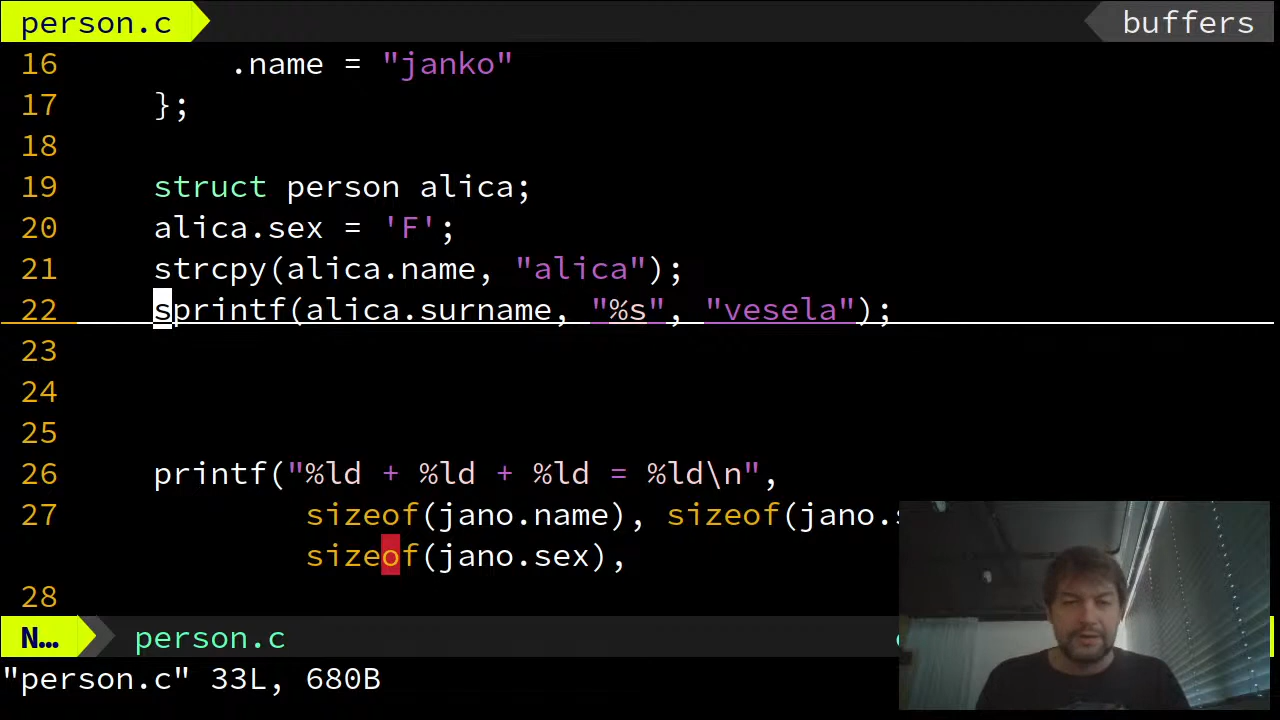 person.c buffers
16 .name = "janko"
17 };
18
19 struct person alica;
20 alica.sex = 'F';
21 strcpy(alica.name, "alica");
22 sprintf(alica.surname, "%s", "vesela");
23
24
25
26 printf("%ld + %ld + %ld = %ld\n",
27 sizeof(jano.name), sizeof(jano.s
sizeof(jano.sex),
28
N… person.c
"person.c" 33L, 680B